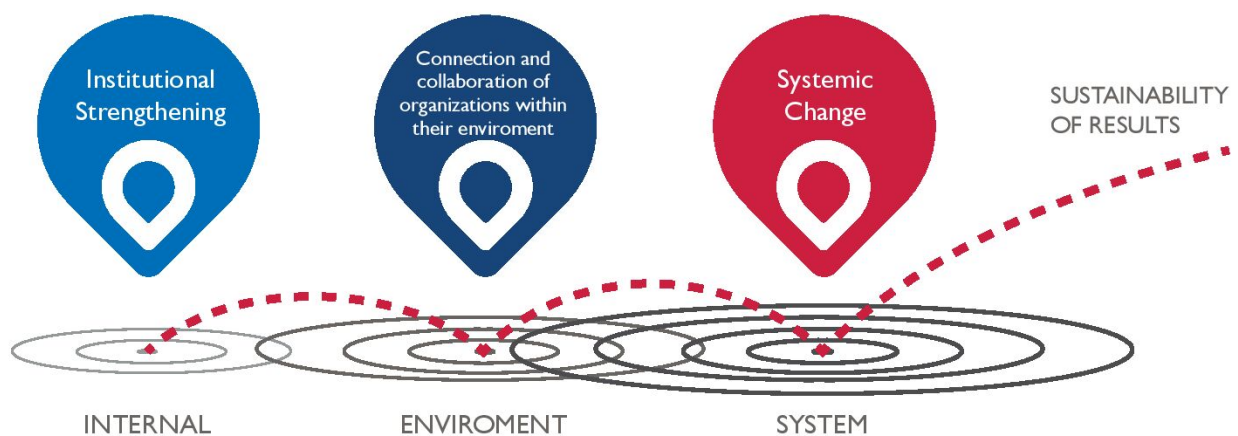 Institutional
Strengthening
Connection and
collaboration of
organizations within
their enviroment
Systemic
Change
SUSTAINABILITY
OF RESULTS
INTERNAL
ENVIROMENT
SYSTEM